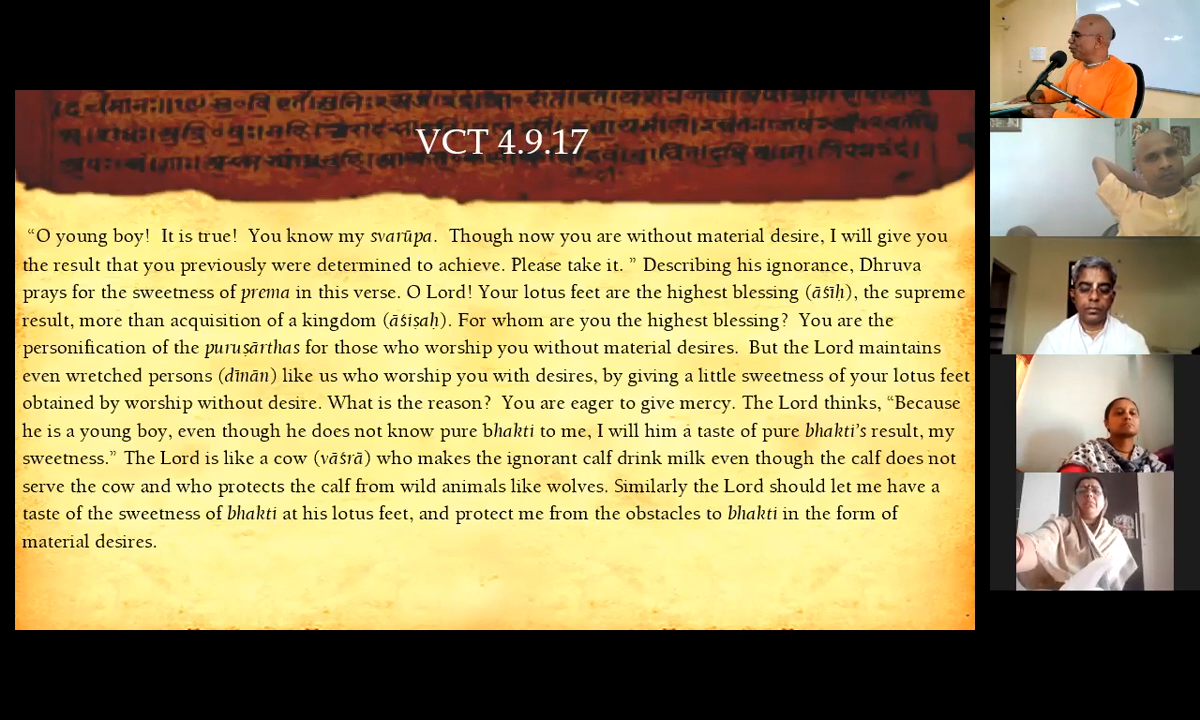 VCT 4.9.17
“O young boy!  It is true!  You know my svarūpa.  Though now you are without material desire, I will give you
the result that you previously were determined to achieve. Please take it. ” Describing his ignorance, Dhruva
prays for the sweetness of prema in this verse. O Lord! Your lotus feet are the highest blessing (āśīḥ), the supreme
result, more than acquisition of a kingdom (āśiṣaḥ). For whom are you the highest blessing?  You are the
personification of the puruṣārthas for those who worship you without material desires.  But the Lord maintains
even wretched persons (dīnān) like us who worship you with desires, by giving a little sweetness of your lotus feet
obtained by worship without desire. What is the reason?  You are eager to give mercy. The Lord thinks, “Because
he is a young boy, even though he does not know pure bhakti to me, I will him a taste of pure bhakti’s result, my
sweetness.” The Lord is like a cow (vāśrā) who makes the ignorant calf drink milk even though the calf does not
serve the cow and who protects the calf from wild animals like wolves. Similarly the Lord should let me have a
taste of the sweetness of bhakti at his lotus feet, and protect me from the obstacles to bhakti in the form of
material desires.